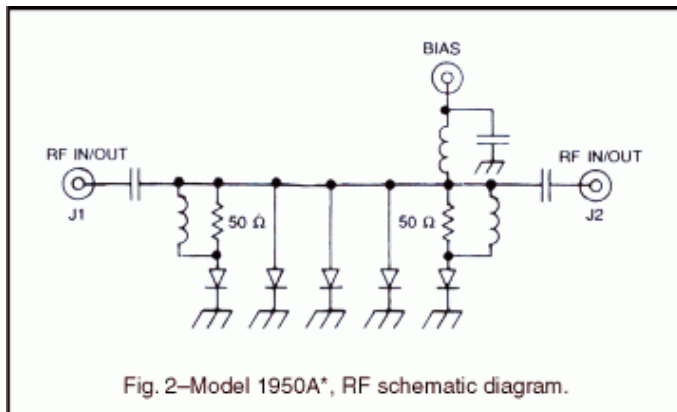 BIAS
RF IN/OUT
RF IN/OUT
J1
J2
50 Ω
50 Ω
Fig. 2–Model 1950A*, RF schematic diagram.